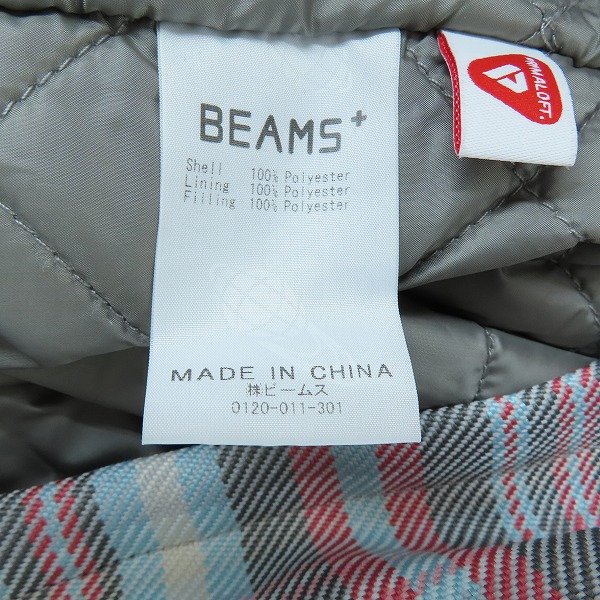 BEAMS+
Shell 100% Polyester
Lining 100% Polyester
Filling 100% Polyester
MADE IN CHINA
㈱ビームス
0120-011-301
PRIMALOFT.